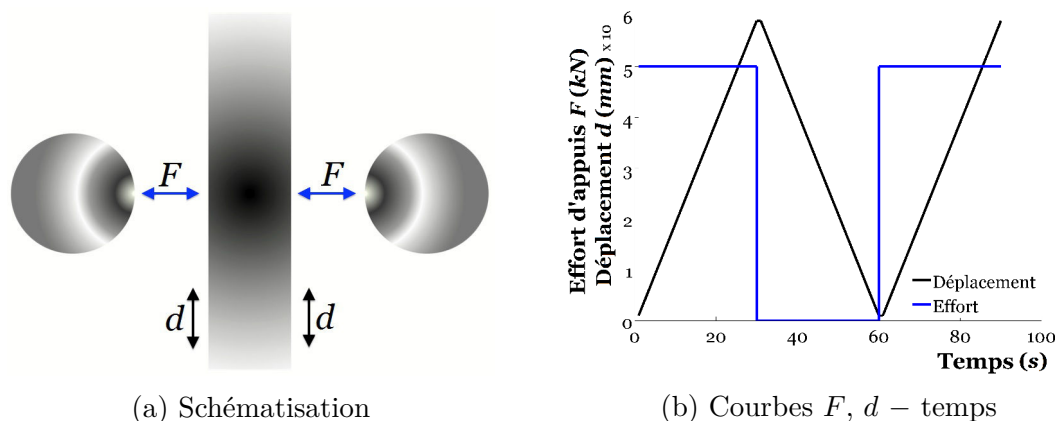 F
F
d
d
(a) Schématisation
Effort d'appuis F (kN)
Déplacement d (mm) x 10
6
5
4
3
2
1
0
0
20
40
60
80
100
Déplacement
Effort
Temps (s)
(b) Courbes F, d − temps